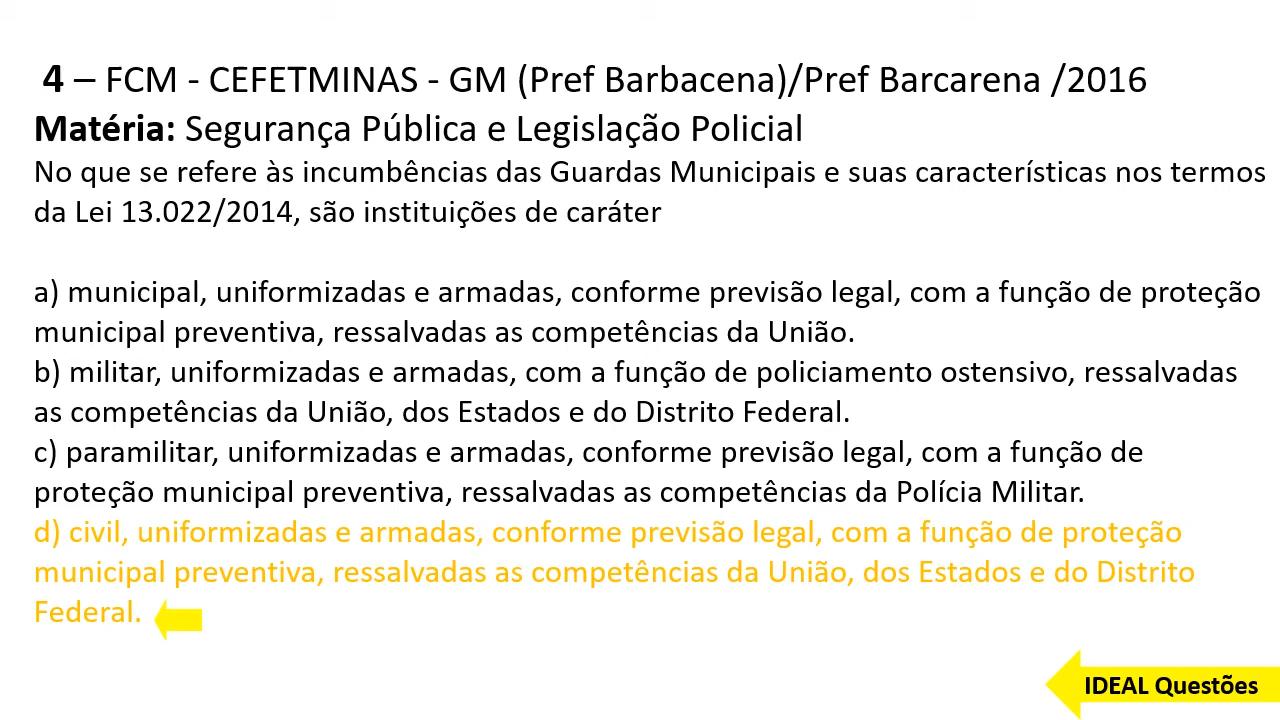 4 – FCM - CEFETMINAS - GM (Pref Barbacena)/Pref Barcarena /2016
Matéria: Segurança Pública e Legislação Policial
No que se refere às incumbências das Guardas Municipais e suas características nos termos
da Lei 13.022/2014, são instituições de caráter
a) municipal, uniformizadas e armadas, conforme previsão legal, com a função de proteção
municipal preventiva, ressalvadas as competências da União.
b) militar, uniformizadas e armadas, com a função de policiamento ostensivo, ressalvadas
as competências da União, dos Estados e do Distrito Federal.
c) paramilitar, uniformizadas e armadas, conforme previsão legal, com a função de
proteção municipal preventiva, ressalvadas as competências da Polícia Militar.
d) civil, uniformizadas e armadas, conforme previsão legal, com a função de proteção
municipal preventiva, ressalvadas as competências da União, dos Estados e do Distrito
Federal.
IDEAL Questões